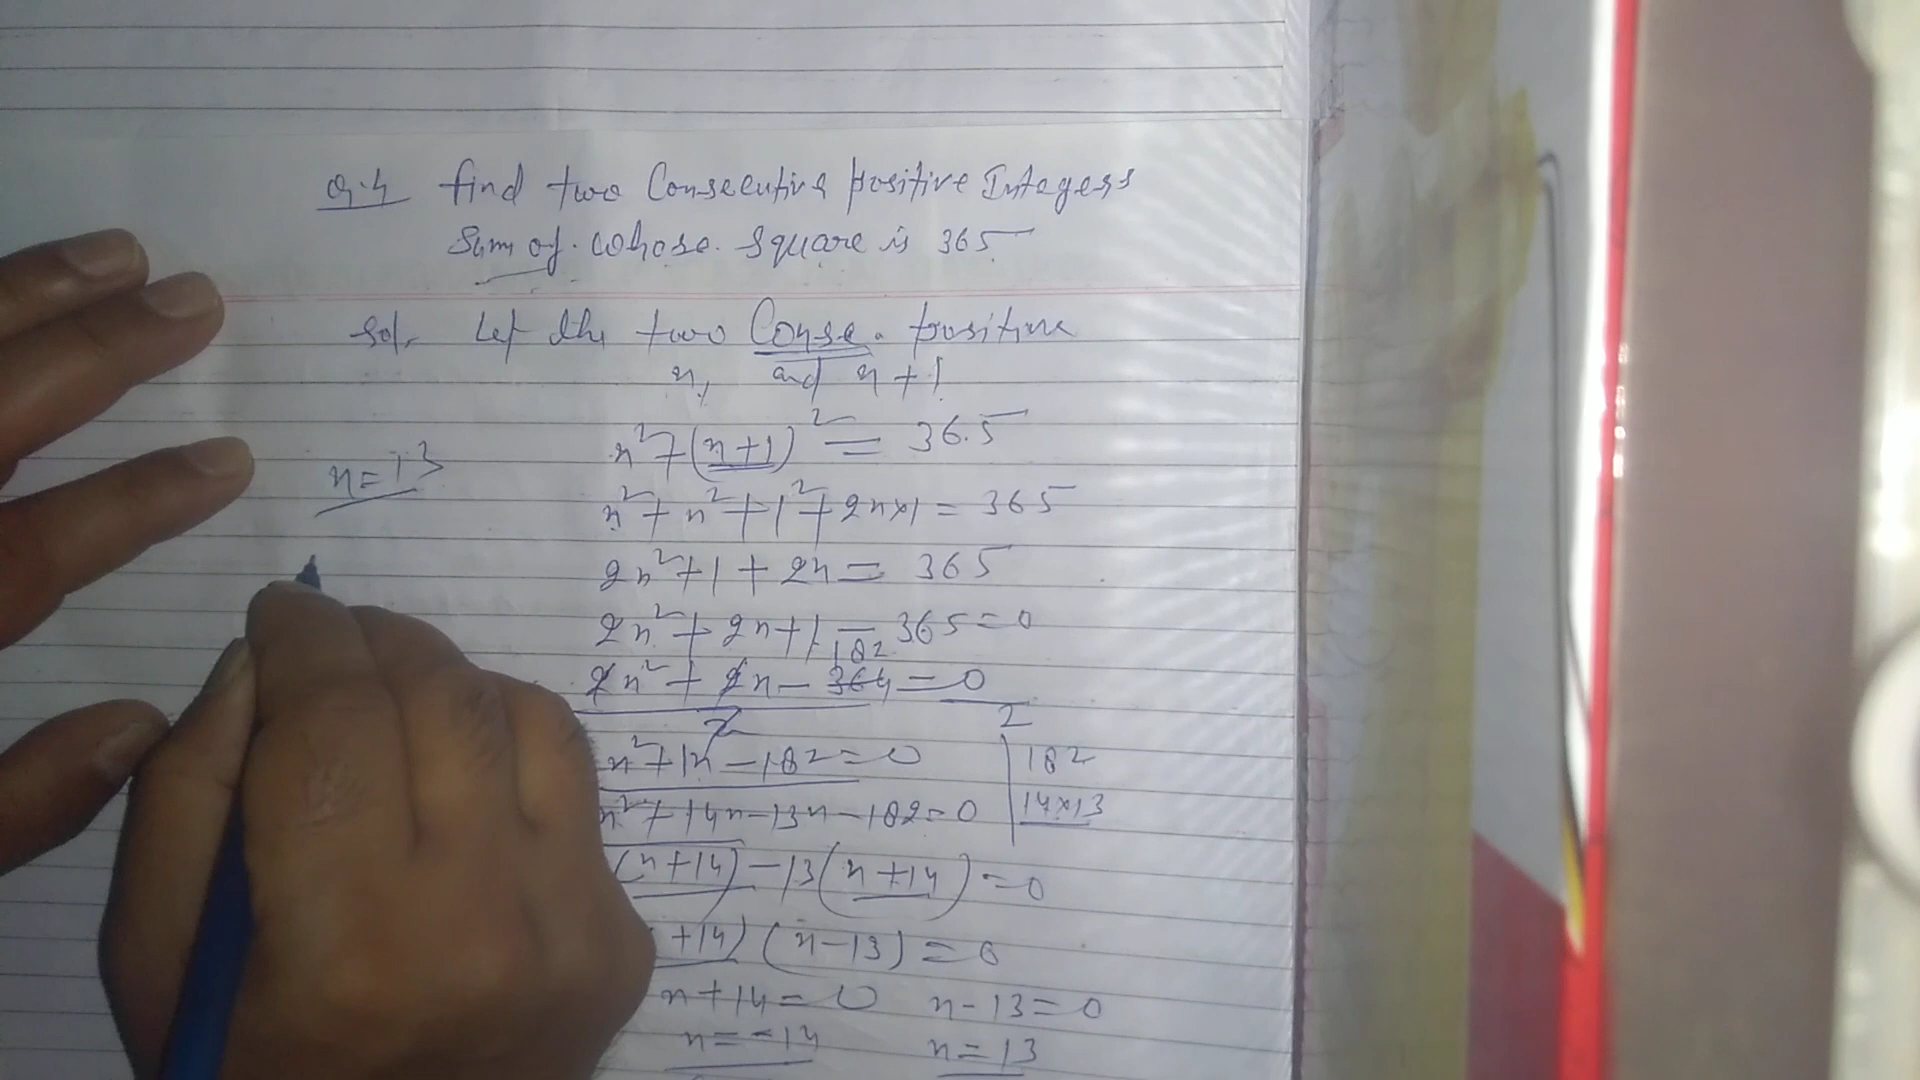 Q.4 find two Consecutive positive Integers
Sum of whose square is 365
Sol. Let the two Conse. positive
n, and n+1
n²+(n+1)² = 365
n=13
n²+n²+1²+2n×1=365
2n²+1+2n=365
2n²+2n+1-365=0
182
2n²+2n-364=0
2 2
n²+1n-182=0 182
n²+14n-13n-182=0 14×13
(n+14)-13(n+14)=0
+14)(n-13)=0
n+14=0 n-13=0
n=-14 n=13